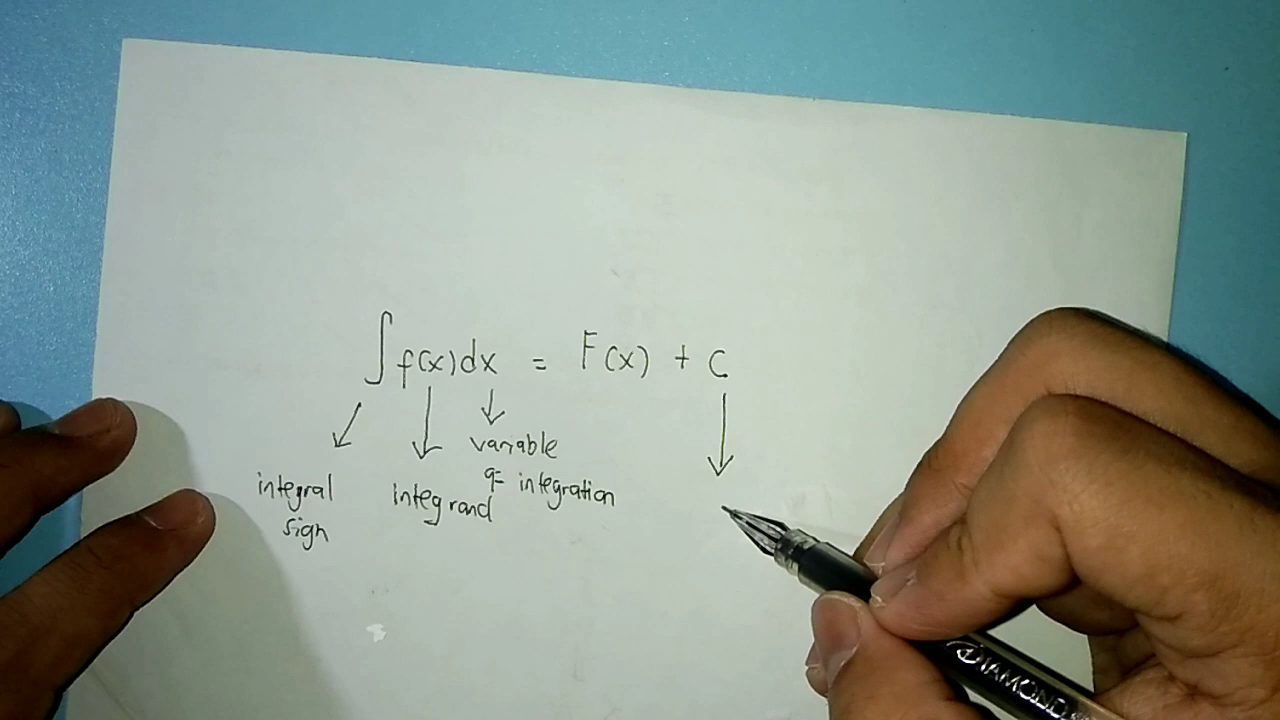 ∫f(x)dx = F(x) + C
variable
of integration
integral
sign
integrand
DIAMOND